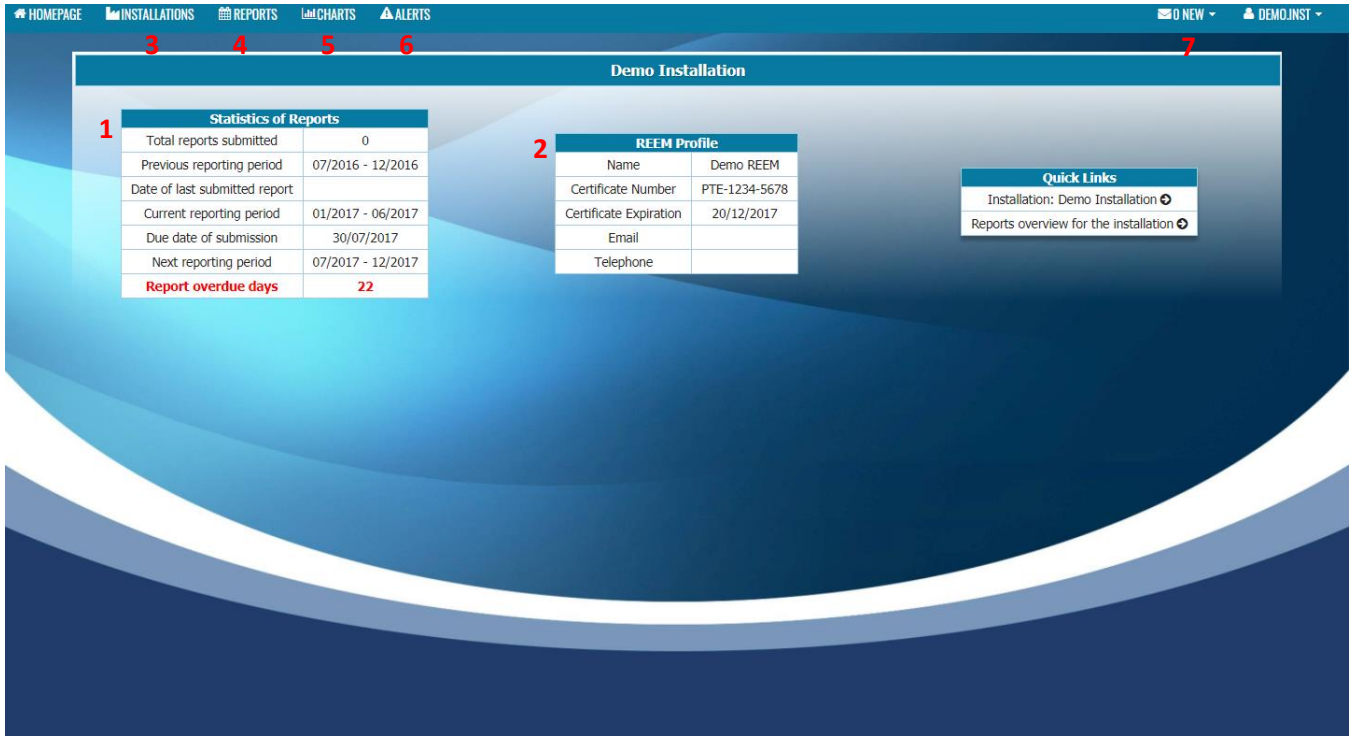 HOMEPAGE INSTALLATIONS REPORTS CHARTS ALERTS 0 NEW DEMO.INST
3 4 5 6 7
Demo Installation
1
Statistics of Reports
Total reports submitted 0
Previous reporting period 07/2016 - 12/2016
Date of last submitted report
Current reporting period 01/2017 - 06/2017
Due date of submission 30/07/2017
Next reporting period 07/2017 - 12/2017
Report overdue days 22
2
REEM Profile
Name Demo REEM
Certificate Number PTE-1234-5678
Certificate Expiration 20/12/2017
Email
Telephone
Quick Links
Installation: Demo Installation
Reports overview for the installation